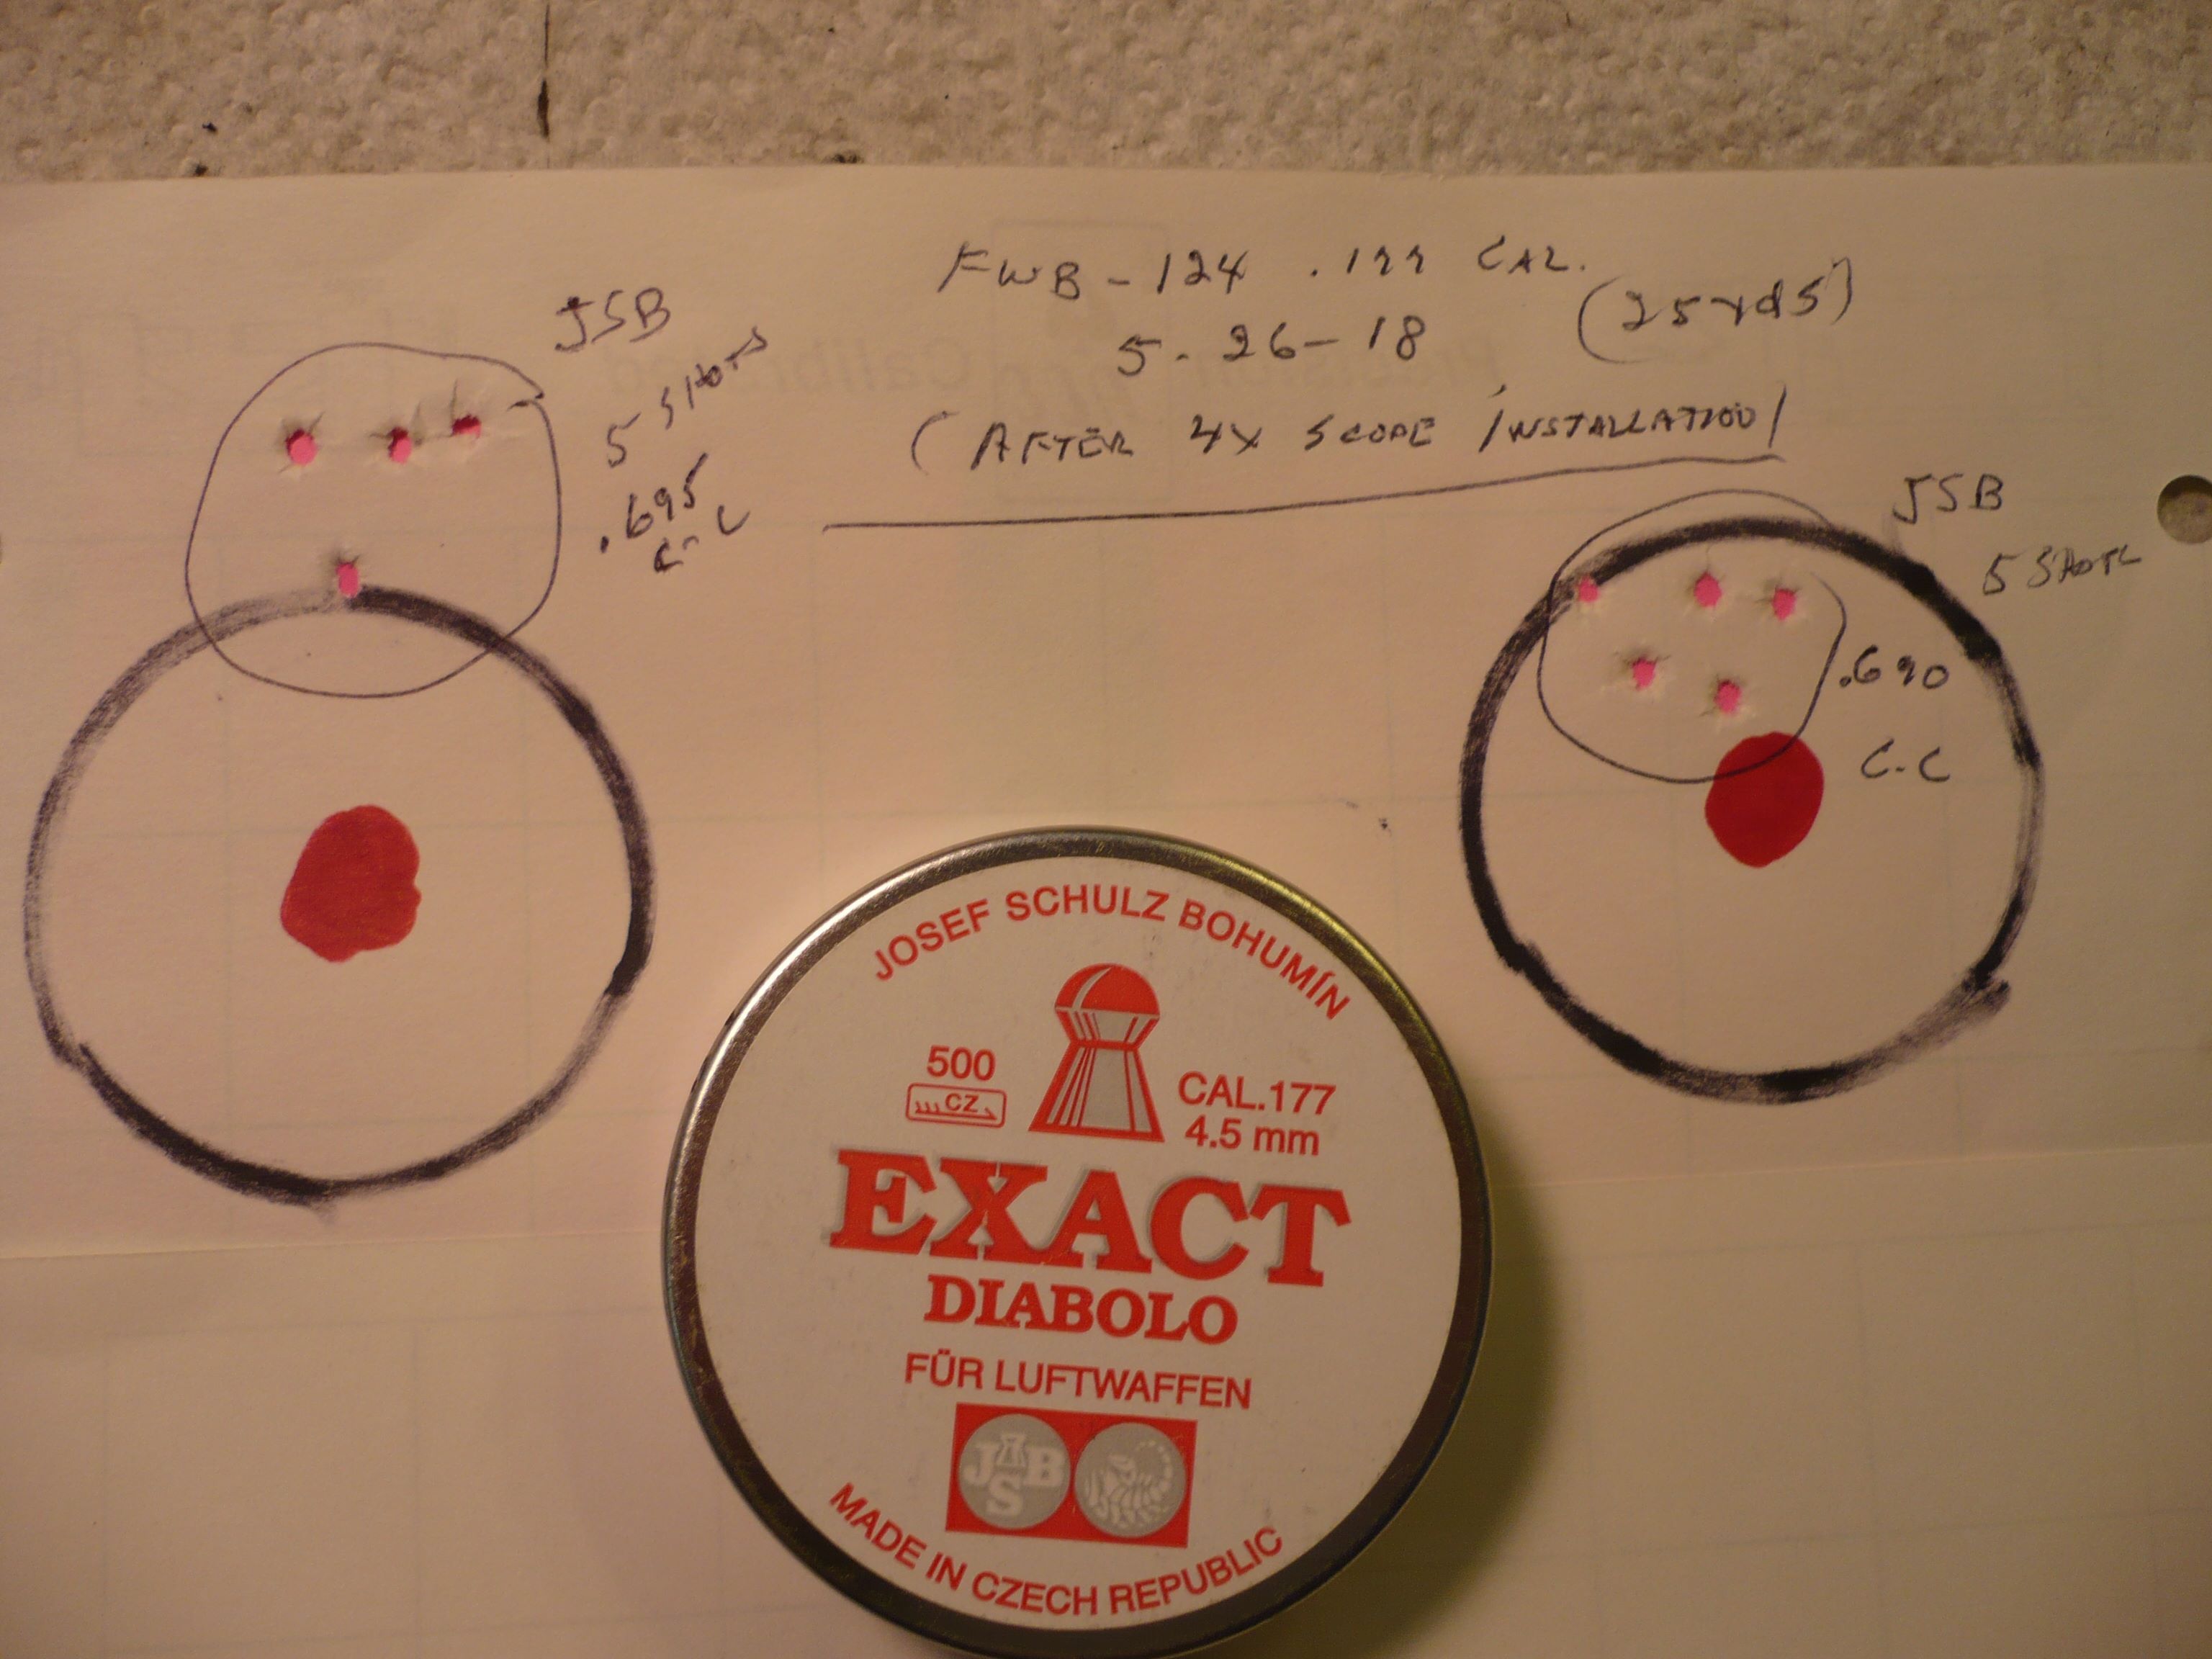 FWB-124 .177 CAL.
5-26-18 (25 yds)
(AFTER 4X SCOPE INSTALLATION)
JSB
5 SHOTS
.695
C-C
JSB
5 SHOTS
.690
C-C
JOSEF SCHULZ BOHUMÍN
500
CZ
CAL.177
4.5 mm
EXACT
DIABOLO
FÜR LUFTWAFFEN
JSB
MADE IN CZECH REPUBLIC